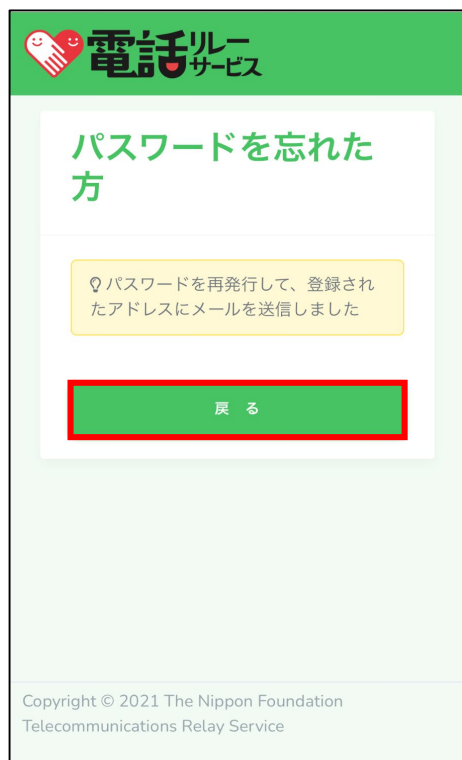 電話リレーサービス
パスワードを忘れた
方
パスワードを再発行して、登録され
たアドレスにメールを送信しました
戻 る
Copyright © 2021 The Nippon Foundation
Telecommunications Relay Service